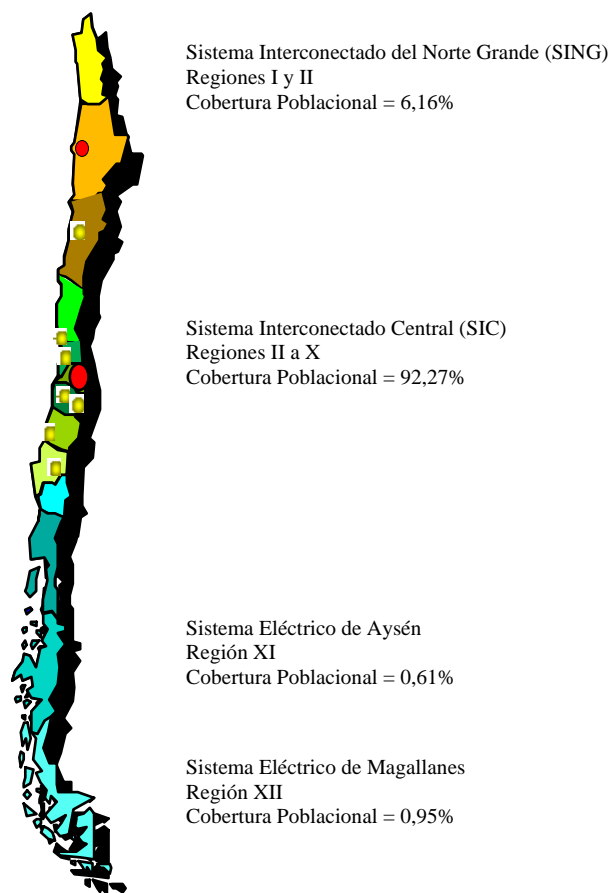 Sistema Interconectado del Norte Grande (SING)
Regiones I y II
Cobertura Poblacional = 6,16%
Sistema Interconectado Central (SIC)
Regiones II a X
Cobertura Poblacional = 92,27%
Sistema Eléctrico de Aysén
Región XI
Cobertura Poblacional = 0,61%
Sistema Eléctrico de Magallanes
Región XII
Cobertura Poblacional = 0,95%